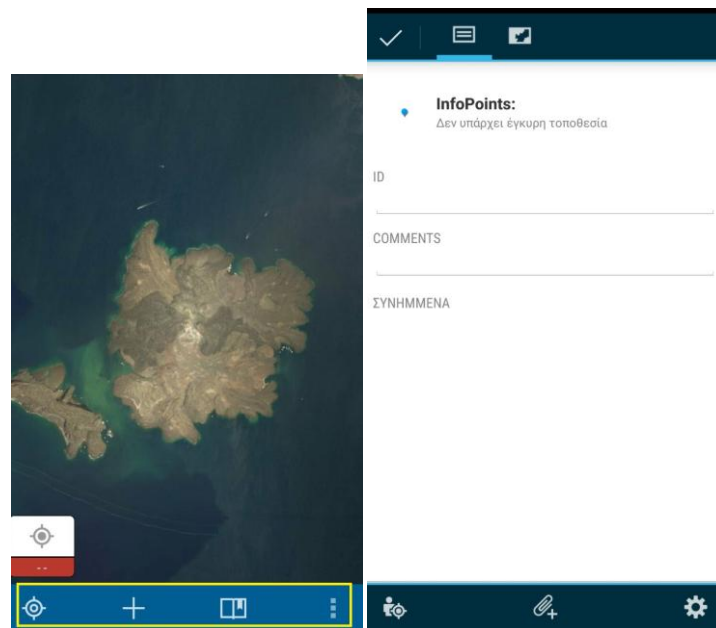 InfoPoints:
Δεν υπάρχει έγκυρη τοποθεσία
ID
COMMENTS
ΣΥΝΗΜΜΕΝΑ
--